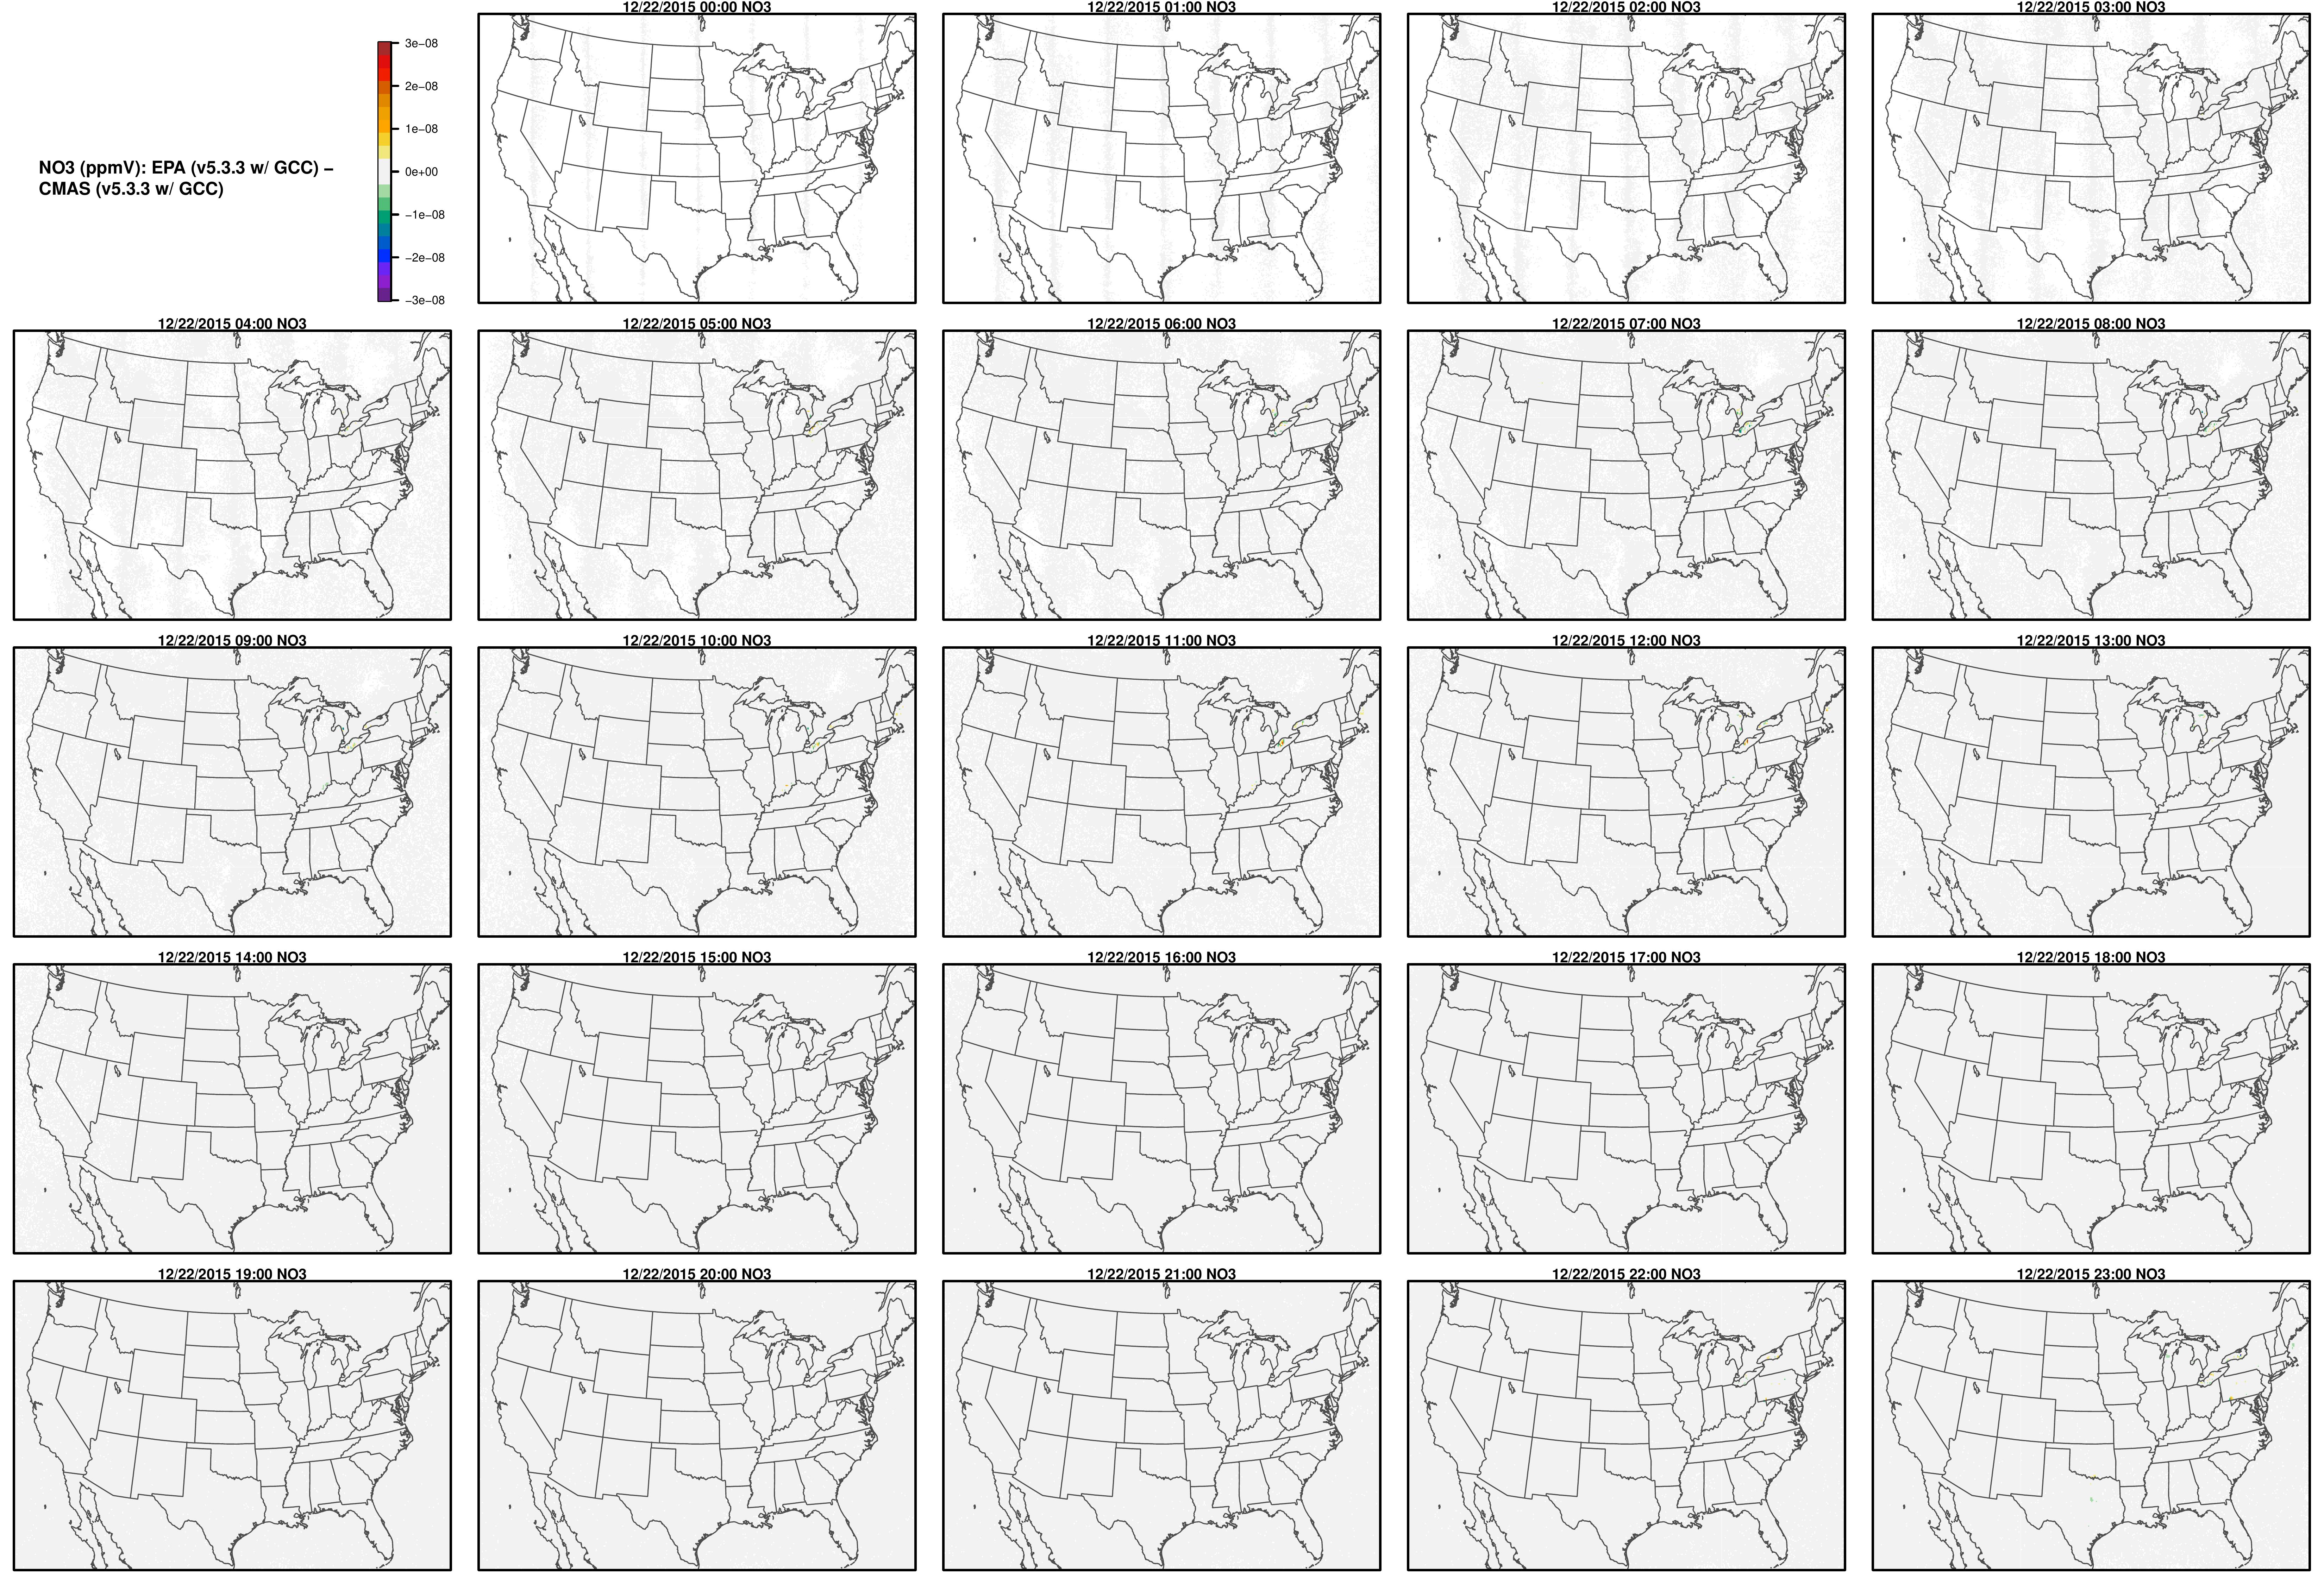 12/22/2015 00:00 NO3
12/22/2015 01:00 NO3
12/22/2015 02:00 NO3
12/22/2015 03:00 NO3
3e−08
2e−08
1e−08
0e+00
−1e−08
−2e−08
−3e−08
NO3 (ppmV): EPA (v5.3.3 w/ GCC) −
CMAS (v5.3.3 w/ GCC)
12/22/2015 04:00 NO3
12/22/2015 05:00 NO3
12/22/2015 06:00 NO3
12/22/2015 07:00 NO3
12/22/2015 08:00 NO3
12/22/2015 09:00 NO3
12/22/2015 10:00 NO3
12/22/2015 11:00 NO3
12/22/2015 12:00 NO3
12/22/2015 13:00 NO3
12/22/2015 14:00 NO3
12/22/2015 15:00 NO3
12/22/2015 16:00 NO3
12/22/2015 17:00 NO3
12/22/2015 18:00 NO3
12/22/2015 19:00 NO3
12/22/2015 20:00 NO3
12/22/2015 21:00 NO3
12/22/2015 22:00 NO3
12/22/2015 23:00 NO3